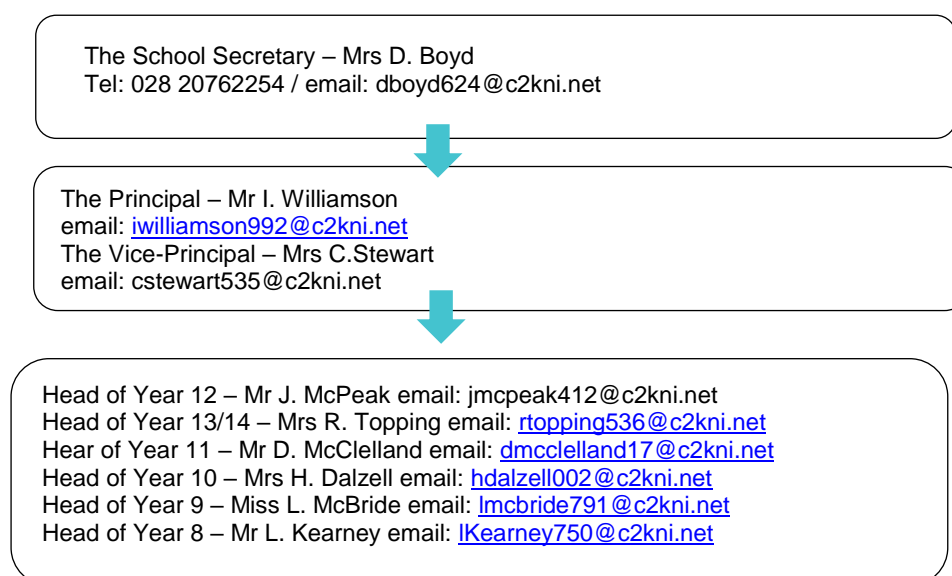 The School Secretary – Mrs D. Boyd
Tel: 028 20762254 / email: dboyd624@c2kni.net
The Principal – Mr I. Williamson
email: iwilliamson992@c2kni.net
The Vice-Principal – Mrs C.Stewart
email: cstewart535@c2kni.net
Head of Year 12 – Mr J. McPeak email: jmcpeak412@c2kni.net
Head of Year 13/14 – Mrs R. Topping email: rtopping536@c2kni.net
Hear of Year 11 – Mr D. McClelland email: dmcclelland17@c2kni.net
Head of Year 10 – Mrs H. Dalzell email: hdalzell002@c2kni.net
Head of Year 9 – Miss L. McBride email: lmcbride791@c2kni.net
Head of Year 8 – Mr L. Kearney email: lKearney750@c2kni.net